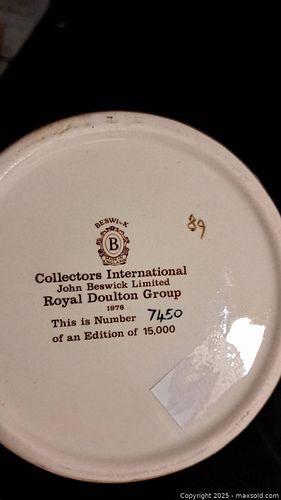 BESWICK
B
ENGLAND
89
Collectors International
John Beswick Limited
Royal Doulton Group
1976
This is Number 7450
of an Edition of 15,000
Copyright © 2025 - maxsold.com